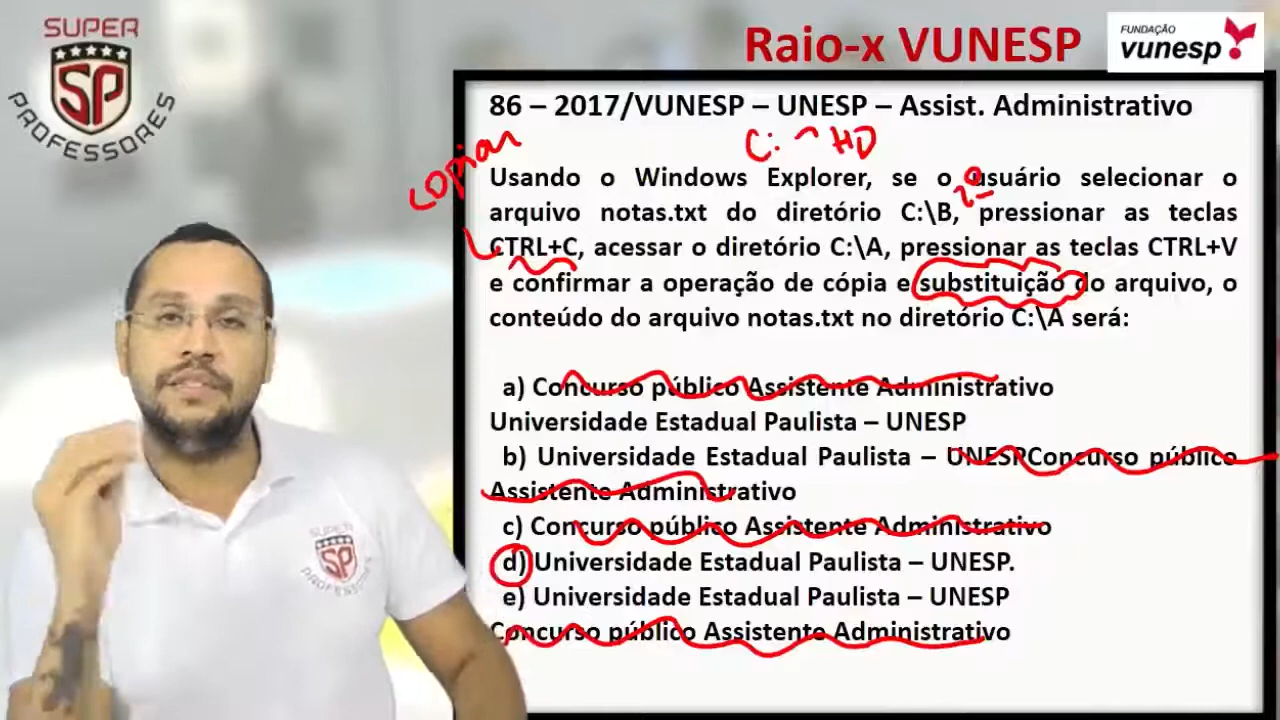 SUPER
SP
PROFESSORES
Raio-x VUNESP
FUNDAÇÃO
vunesp
86 – 2017/VUNESP – UNESP – Assist. Administrativo
C: HD
copiar
Usando o Windows Explorer, se o usuário selecionar o
2º
arquivo notas.txt do diretório C:\B, pressionar as teclas
CTRL+C, acessar o diretório C:\A, pressionar as teclas CTRL+V
e confirmar a operação de cópia e substituição do arquivo, o
conteúdo do arquivo notas.txt no diretório C:\A será:
a) Concurso público Assistente Administrativo
Universidade Estadual Paulista – UNESP
b) Universidade Estadual Paulista – UNESPConcurso público
Assistente Administrativo
c) Concurso público Assistente Administrativo
d) Universidade Estadual Paulista – UNESP.
e) Universidade Estadual Paulista – UNESP
Concurso público Assistente Administrativo
SUPER
SP
PROFESSORES